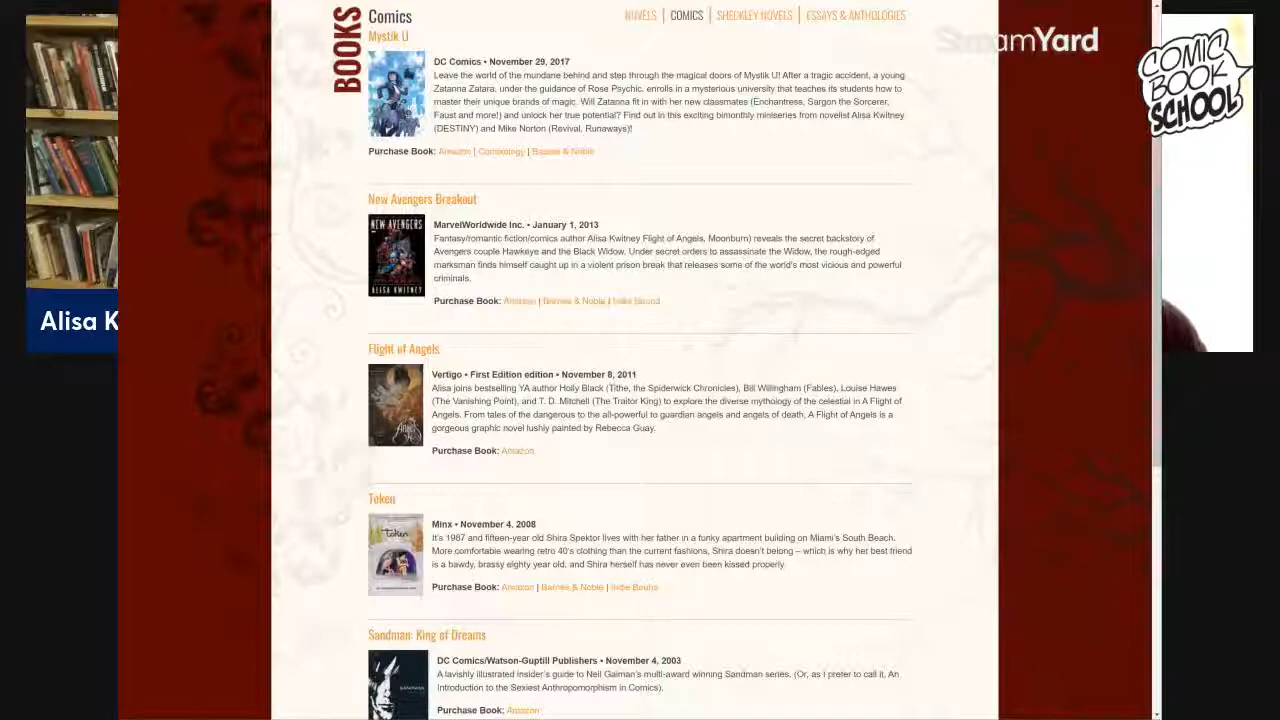 BOOKS
Comics
NOVELS | COMICS | SHECKLEY NOVELS | ESSAYS & ANTHOLOGIES
StreamYard
COMIC
BOOK
SCHOOL
Mystik U
DC Comics • November 29, 2017
Leave the world of the mundane behind and step through the magical doors of Mystik U! After a tragic accident, a young
Zatanna Zatara, under the guidance of Rose Psychic, enrolls in a mysterious university that teaches its students how to
master their unique brands of magic. Will Zatanna fit in with her new classmates (Enchantress, Sargon the Sorcerer,
Faust and more!) and unlock her true potential? Find out in this exciting bimonthly miniseries from novelist Alisa Kwitney
(DESTINY) and Mike Norton (Revival, Runaways)!
Purchase Book: Amazon | Comixology | Barnes & Noble
New Avengers Breakout
NEW AVENGERS
ALISA KWITNEY
MarvelWorldwide Inc. • January 1, 2013
Fantasy/romantic fiction/comics author Alisa Kwitney Flight of Angels, Moonburn) reveals the secret backstory of
Avengers couple Hawkeye and the Black Widow. Under secret orders to assassinate the Widow, the rough-edged
marksman finds himself caught up in a violent prison break that releases some of the world's most vicious and powerful
criminals.
Purchase Book: Amazon | Barnes & Noble | Indie Bound
Alisa K
Flight of Angels
Angels
Vertigo • First Edition edition • November 8, 2011
Alisa joins bestselling YA author Holly Black (Tithe, the Spiderwick Chronicles), Bill Willingham (Fables), Louise Hawes
(The Vanishing Point), and T. D. Mitchell (The Traitor King) to explore the diverse mythology of the celestial in A Flight of
Angels. From tales of the dangerous to the all-powerful to guardian angels and angels of death, A Flight of Angels is a
gorgeous graphic novel lushly painted by Rebecca Guay.
Purchase Book: Amazon
Token
token
Minx • November 4, 2008
It's 1987 and fifteen-year old Shira Spektor lives with her father in a funky apartment building on Miami's South Beach.
More comfortable wearing retro 40's clothing than the current fashions, Shira doesn't belong – which is why her best friend
is a bawdy, brassy eighty year old, and Shira herself has never even been kissed properly
Purchase Book: Amazon | Barnes & Noble | Indie Bound
Sandman: King of Dreams
SANDMAN
DC Comics/Watson-Guptill Publishers • November 4, 2003
A lavishly illustrated insider's guide to Neil Gaiman's multi-award winning Sandman series. (Or, as I prefer to call it, An
Introduction to the Sexiest Anthropomorphism in Comics).
Purchase Book: Amazon